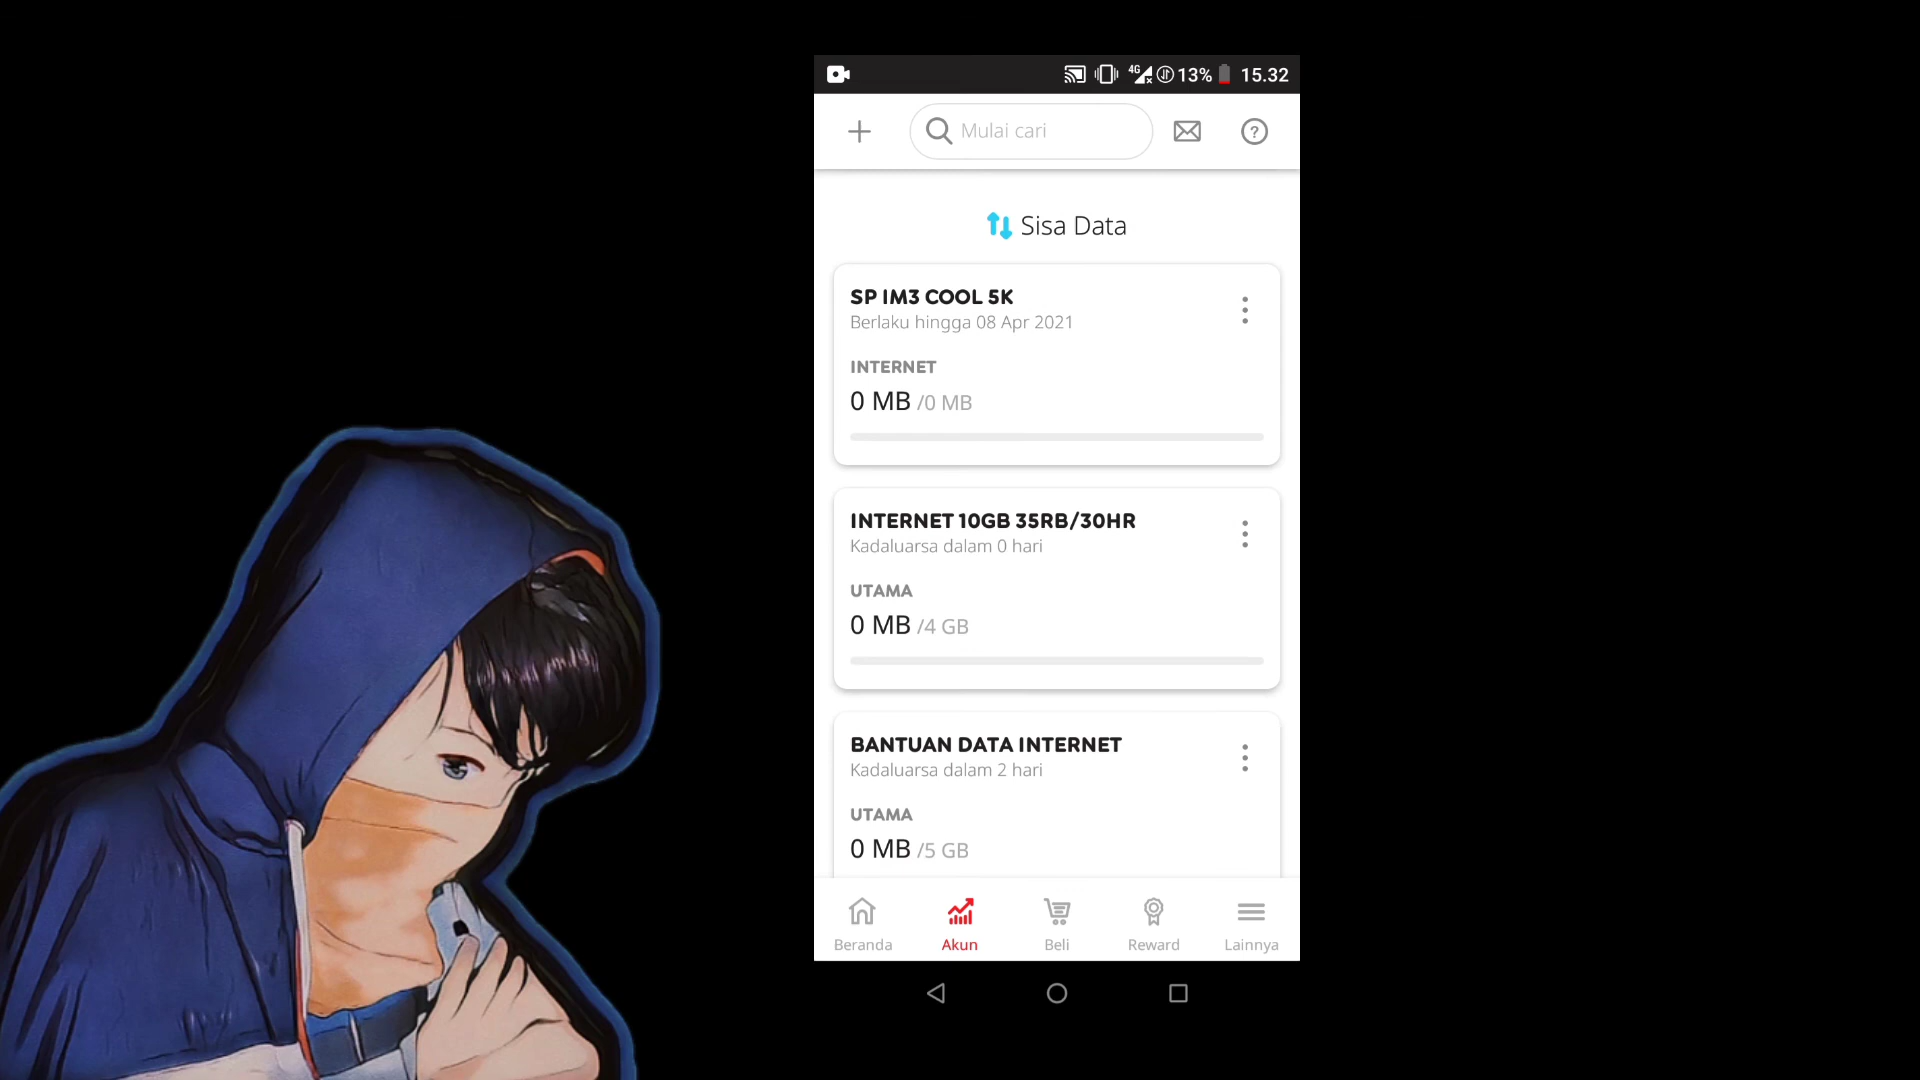 4G 13% 15.32
Mulai cari
Sisa Data
SP IM3 COOL 5K
Berlaku hingga 08 Apr 2021
INTERNET
0 MB /0 MB
INTERNET 10GB 35RB/30HR
Kadaluarsa dalam 0 hari
UTAMA
0 MB /4 GB
BANTUAN DATA INTERNET
Kadaluarsa dalam 2 hari
UTAMA
0 MB /5 GB
Beranda Akun Beli Reward Lainnya